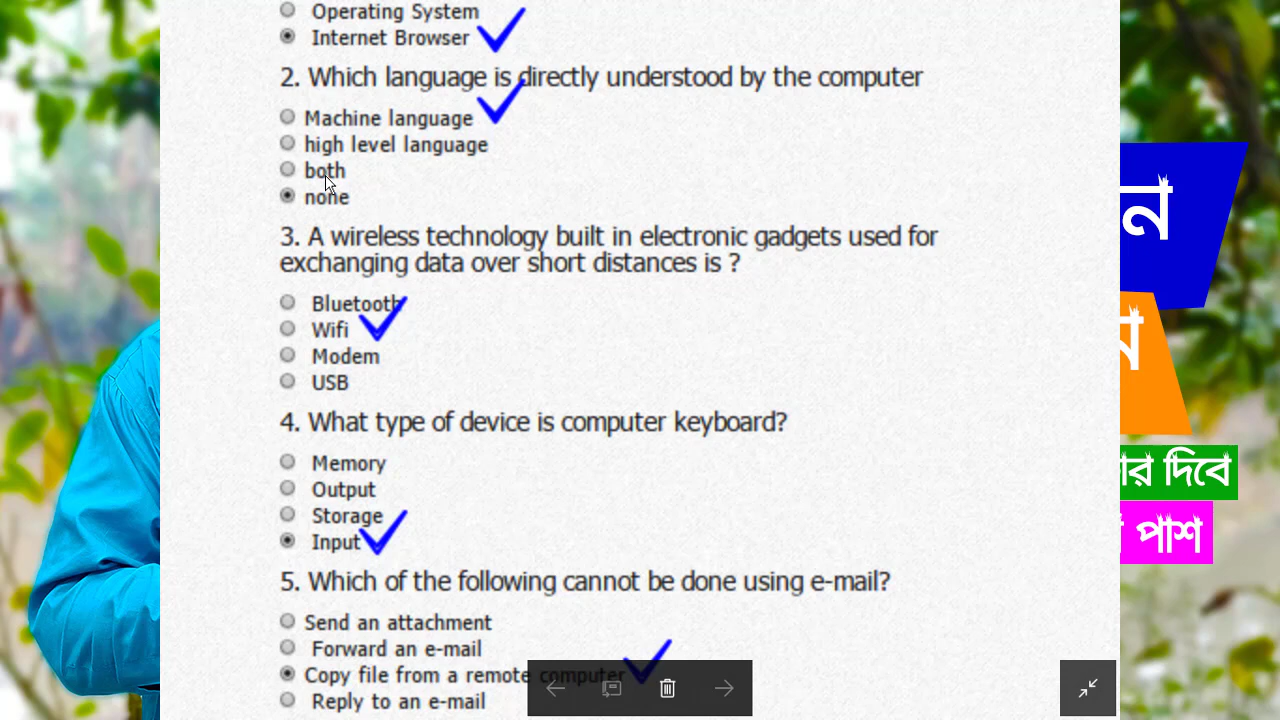 Operating System
Internet Browser
2. Which language is directly understood by the computer
Machine language
high level language
both
none
3. A wireless technology built in electronic gadgets used for
exchanging data over short distances is ?
Bluetooth
Wifi
Modem
USB
4. What type of device is computer keyboard?
Memory
Output
Storage
Input
5. Which of the following cannot be done using e-mail?
Send an attachment
Forward an e-mail
Copy file from a remote computer
Reply to an e-mail
ন
দিবে
পাশ